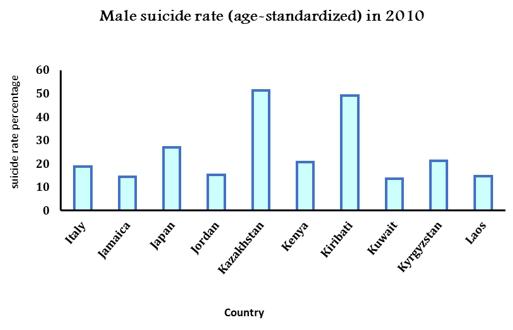 Male suicide rate (age-standardized) in 2010
suicide rate percentage
60
50
40
30
20
10
0
Italy
Jamaica
Japan
Jordan
Kazakhstan
Kenya
Kiribati
Kuwait
Kyrgyzstan
Laos
Country